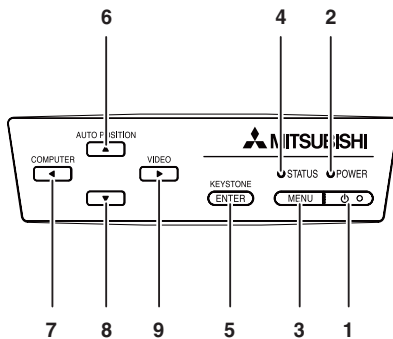 6 4 2
AUTO POSITION
MITSUBISHI
COMPUTER VIDEO
STATUS POWER
KEYSTONE
ENTER MENU
7 8 9 5 3 1